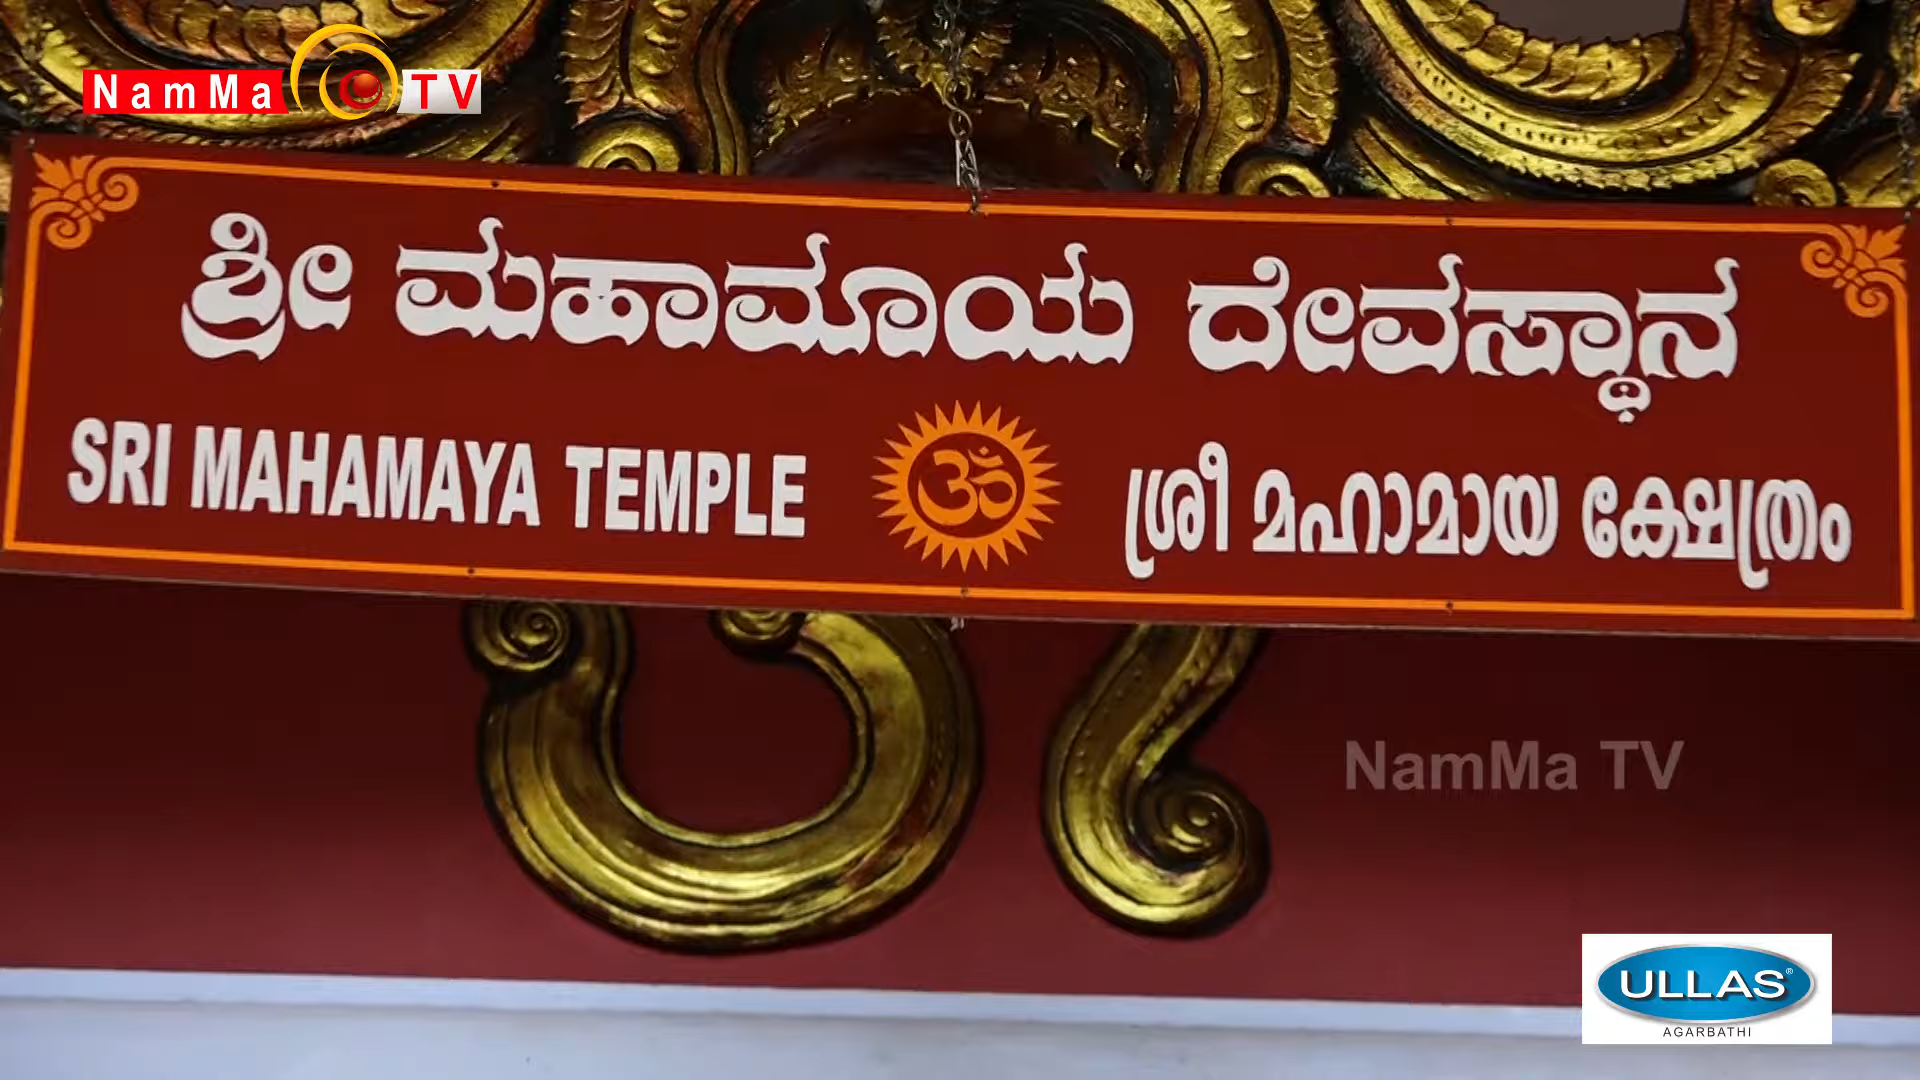 NamMa TV
ಶ್ರೀ ಮಹಾಮಾಯ ದೇವಸ್ಥಾನ
SRI MAHAMAYA TEMPLE ॐ ശ്രീ മഹാമായ ക്ഷേത്രം
NamMa TV
ULLAS®
AGARBATHI